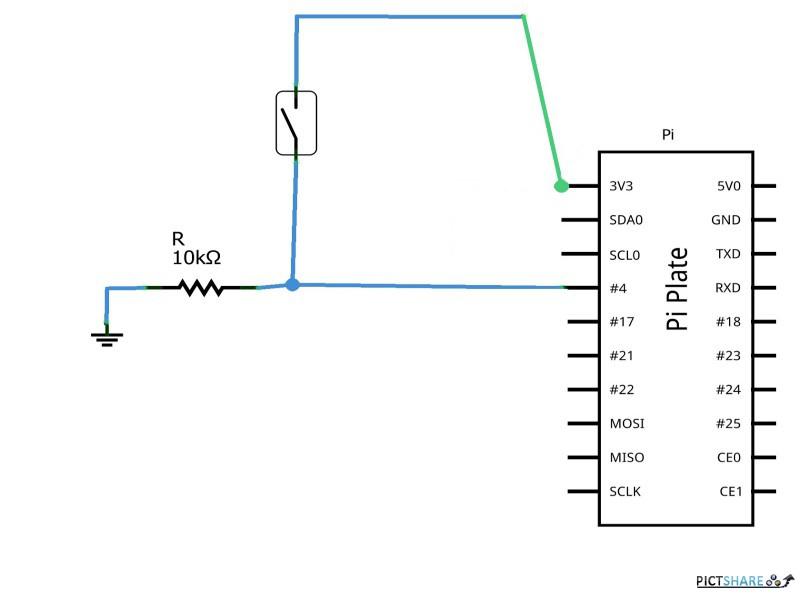 Pi
3V3 5V0
SDA0 GND
SCL0 TXD
#4 RXD
#17 #18
#21 #23
#22 #24
MOSI #25
MISO CE0
SCLK CE1
Pi Plate
R
10kΩ
PICTSHARE